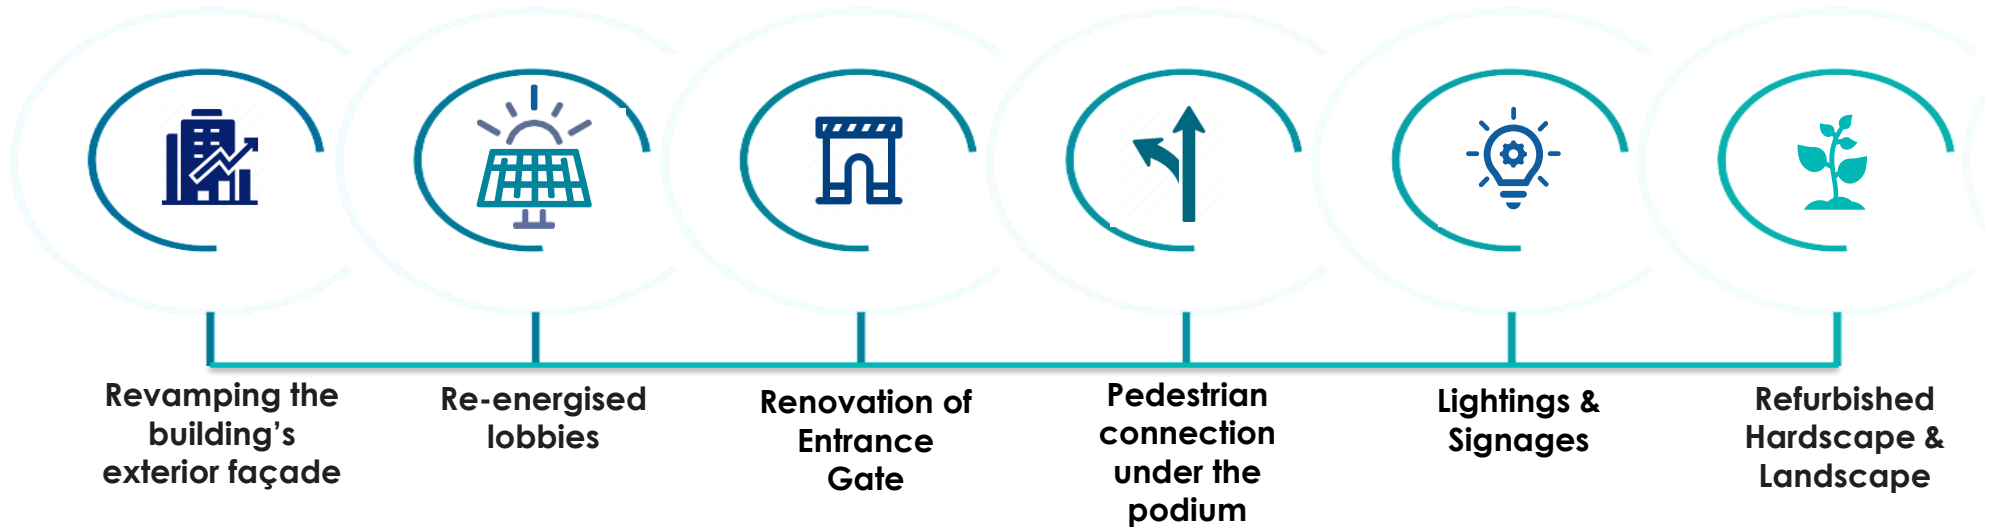 Revamping the
building’s
exterior façade
Re-energised
lobbies
Renovation of
Entrance
Gate
Pedestrian
connection
under the
podium
Lightings &
Signages
Refurbished
Hardscape &
Landscape